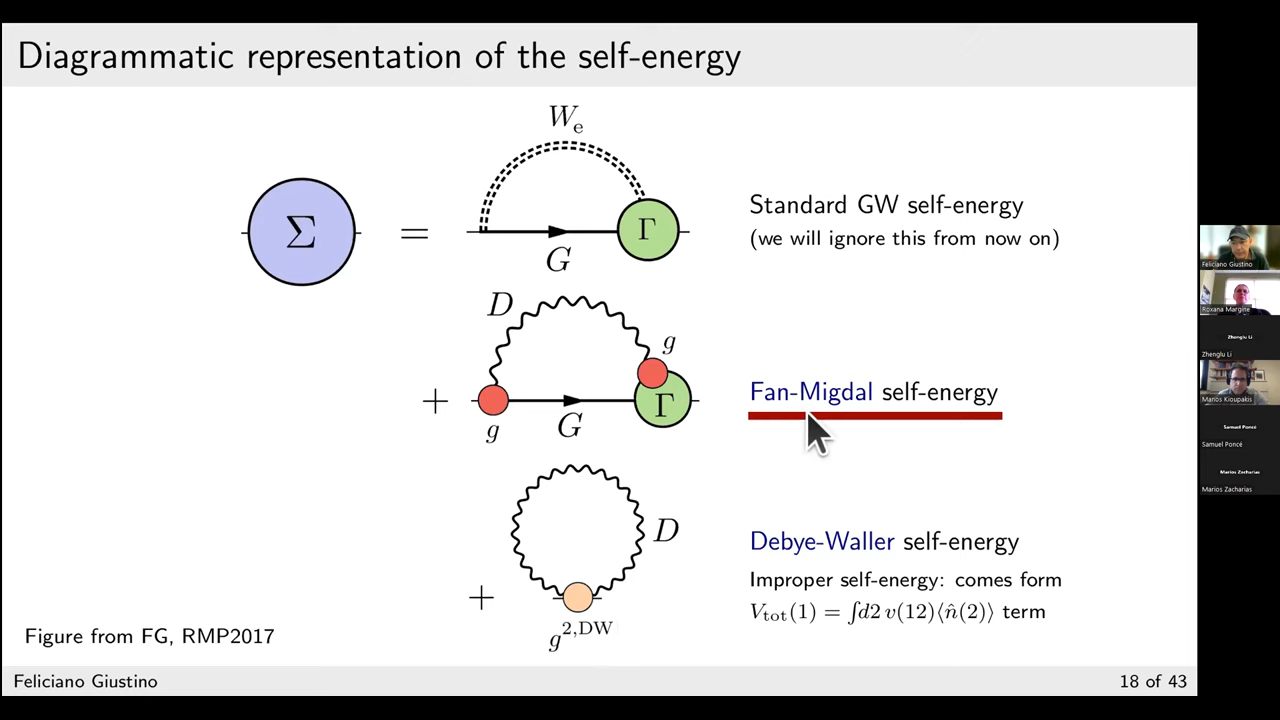 Diagrammatic representation of the self-energy
W_e
Σ
=
Γ
G
Standard GW self-energy
(we will ignore this from now on)
D
g
+
Γ
g
G
Fan-Migdal self-energy
D
+
g^{2,DW}
Debye-Waller self-energy
Improper self-energy: comes form
V_tot(1) = ∫d2 v(12)⟨n̂(2)⟩ term
Figure from FG, RMP2017
Feliciano Giustino
18 of 43
Feliciano Giustino
Roxana Margine
Zhenglu Li
Zhenglu Li
Marios Kioupakis
Samuel Poncé
Samuel Poncé
Marios Zacharias
Marios Zacharias